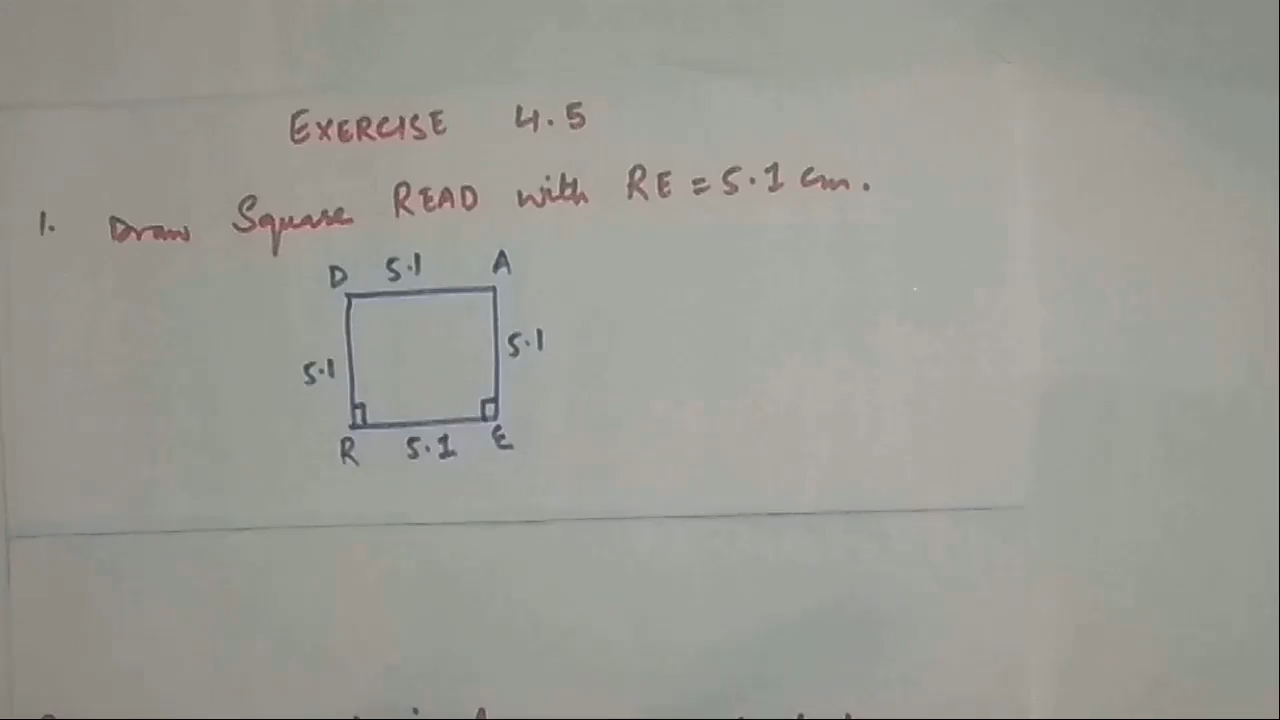 EXERCISE 4.5
1. Draw Square READ with RE = 5.1 cm.
D 5.1 A
5.1 5.1
R 5.1 E